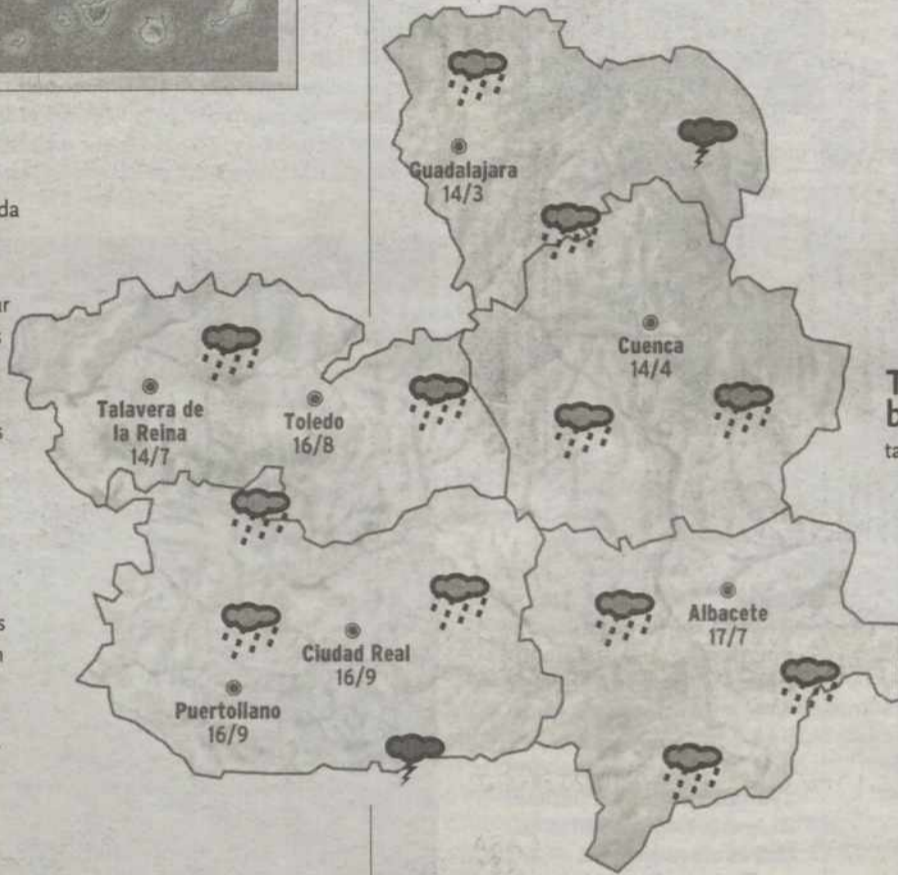 da
Guadalajara
14/3
Cuenca
14/4
Talavera de
la Reina
14/7
Toledo
16/8
Ciudad Real
16/9
Puertollano
16/9
Albacete
17/7